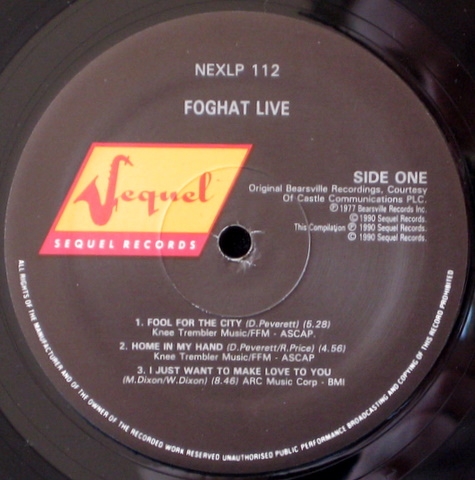 NEXLP 112
FOGHAT LIVE
Sequel
SEQUEL RECORDS
SIDE ONE
Original Bearsville Recordings, Courtesy
Of Castle Communications PLC.
℗ 1977 Bearsville Records Inc.
© 1990 Sequel Records.
This Compilation ℗ 1990 Sequel Records.
© 1990 Sequel Records.
1. FOOL FOR THE CITY (D.Peverett) (5.28)
Knee Trembler Music/FFM - ASCAP.
2. HOME IN MY HAND (D.Peverett/R.Price) (4.56)
Knee Trembler Music/FFM - ASCAP
3. I JUST WANT TO MAKE LOVE TO YOU
(M.Dixon/W.Dixon) (8.46) ARC Music Corp - BMI
ALL RIGHTS OF THE MANUFACTURER AND OF THE OWNER OF THE RECORDED WORK RESERVED UNAUTHORISED PUBLIC PERFORMANCE BROADCASTING AND COPYING OF THIS RECORD PROHIBITED